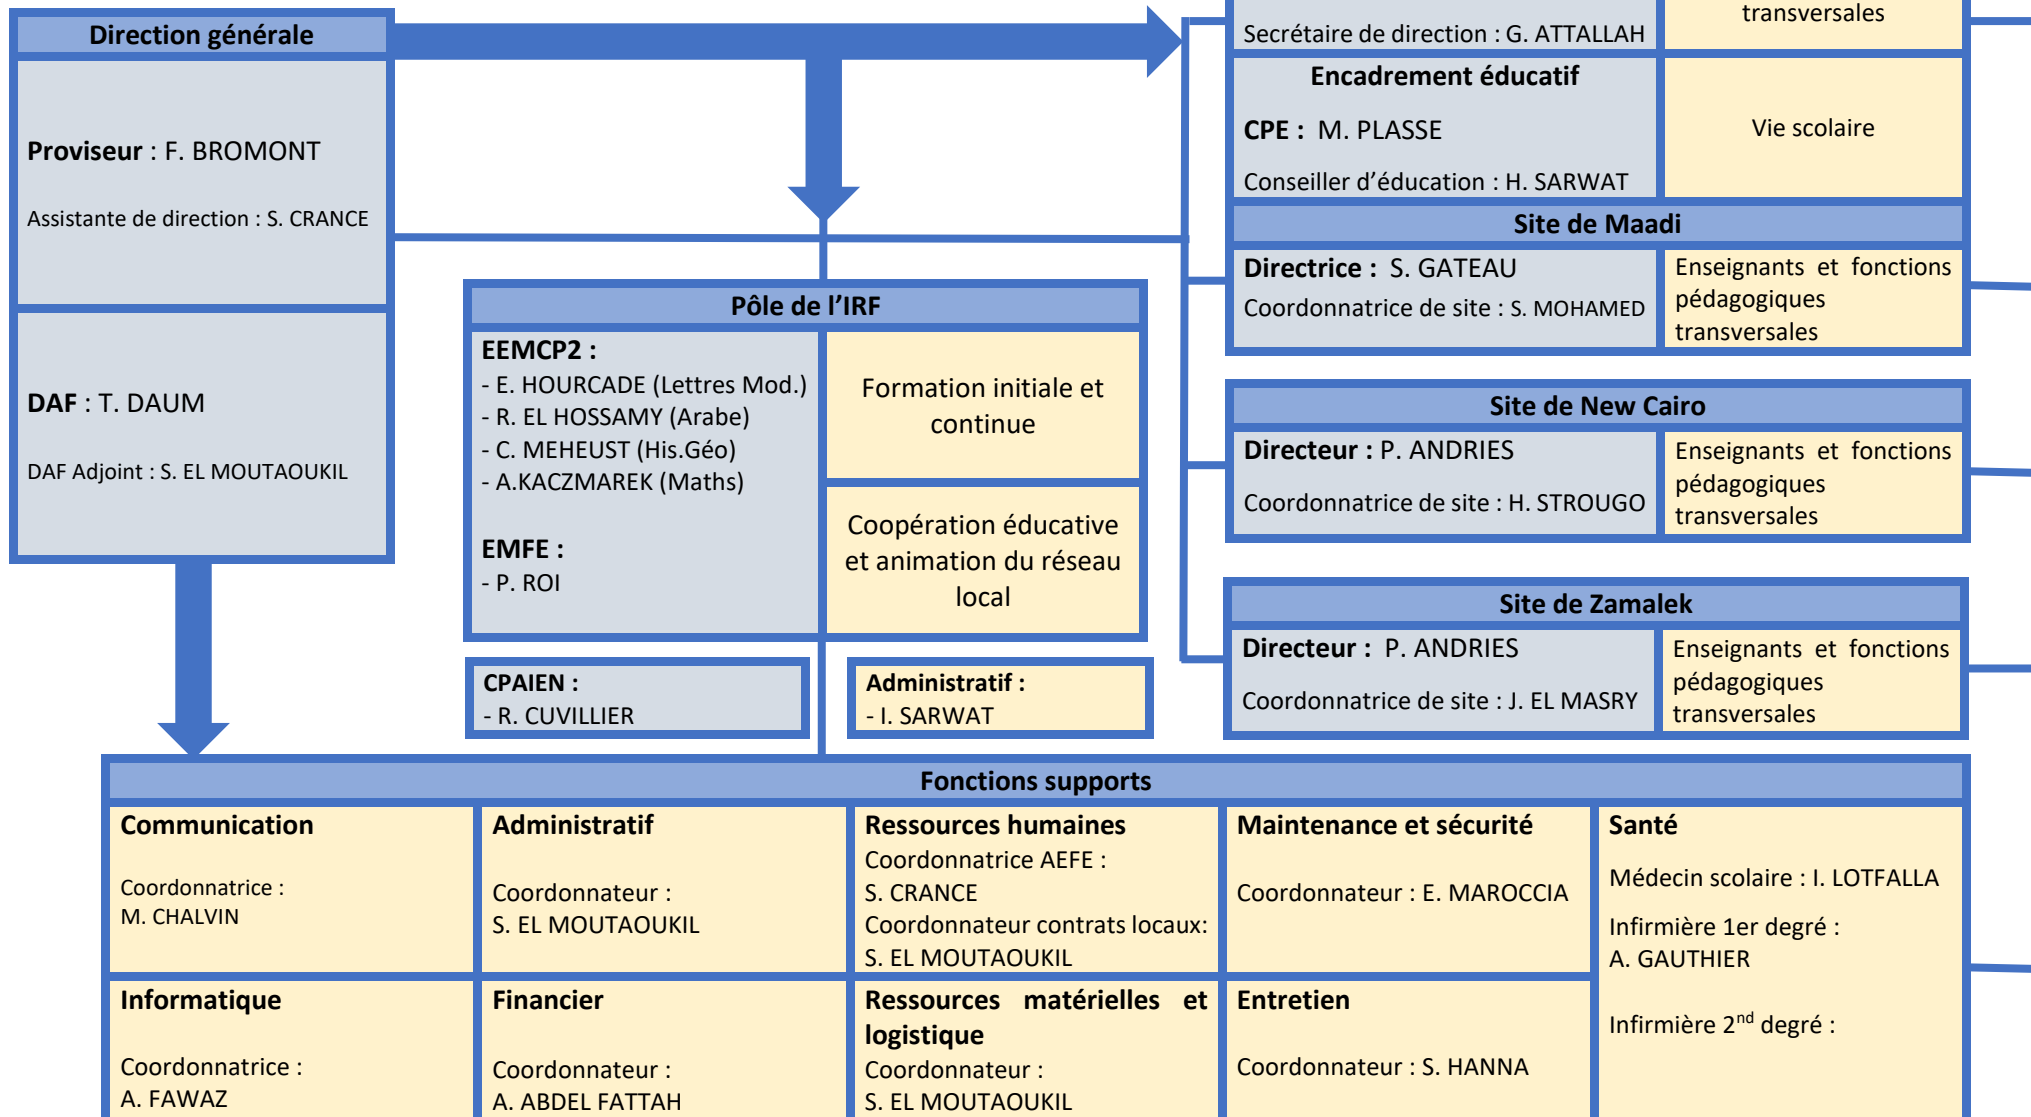 Direction générale
Proviseur : F. BROMONT
Assistante de direction : S. CRANCE
DAF : T. DAUM
DAF Adjoint : S. EL MOUTAOUKIL
Pôle de l’IRF
EEMCP2 :
- E. HOURCADE (Lettres Mod.)
- R. EL HOSSAMY (Arabe)
- C. MEHEUST (His.Géo)
- A.KACZMAREK (Maths)
EMFE :
- P. ROI
Formation initiale et
continue
Coopération éducative
et animation du réseau
local
CPAIEN :
- R. CUVILLIER
Administratif :
- I. SARWAT
transversales
Secrétaire de direction : G. ATTALLAH
Encadrement éducatif
CPE : M. PLASSE
Conseiller d’éducation : H. SARWAT
Vie scolaire
Site de Maadi
Directrice : S. GATEAU
Coordonnatrice de site : S. MOHAMED
Enseignants et fonctions
pédagogiques
transversales
Site de New Cairo
Directeur : P. ANDRIES
Coordonnatrice de site : H. STROUGO
Enseignants et fonctions
pédagogiques
transversales
Site de Zamalek
Directeur : P. ANDRIES
Coordonnatrice de site : J. EL MASRY
Enseignants et fonctions
pédagogiques
transversales
Fonctions supports
Communication
Coordonnatrice :
M. CHALVIN
Administratif
Coordonnateur :
S. EL MOUTAOUKIL
Ressources humaines
Coordonnatrice AEFE :
S. CRANCE
Coordonnateur contrats locaux:
S. EL MOUTAOUKIL
Maintenance et sécurité
Coordonnateur : E. MAROCCIA
Santé
Médecin scolaire : I. LOTFALLA
Infirmière 1er degré :
A. GAUTHIER
Infirmière 2nd degré :
Informatique
Coordonnatrice :
A. FAWAZ
Financier
Coordonnateur :
A. ABDEL FATTAH
Ressources matérielles et
logistique
Coordonnateur :
S. EL MOUTAOUKIL
Entretien
Coordonnateur : S. HANNA